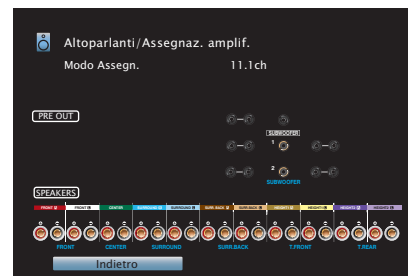 Altoparlanti/Assegnaz. amplif.
Modo Assegn. 11.1ch
PRE OUT
SUBWOOFER
1
2
SUBWOOFER
SPEAKERS
FRONT CENTER SURROUND SURR.BACK T.FRONT T.REAR
Indietro